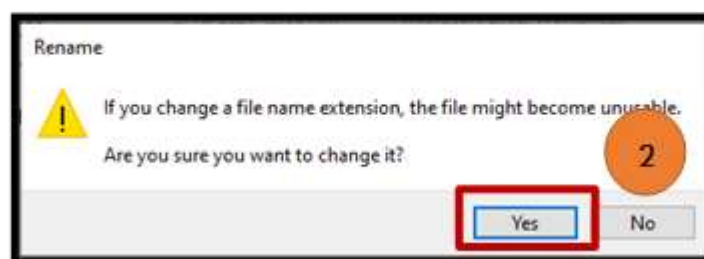 Rename
If you change a file name extension, the file might become unusable.
Are you sure you want to change it?
2
Yes
No